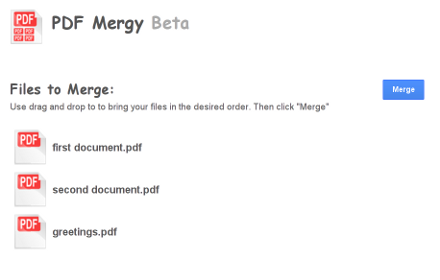 PDF
PDF PDF
PDF PDF
PDF Mergy Beta
Files to Merge:
Merge
Use drag and drop to to bring your files in the desired order. Then click "Merge"
PDF
first document.pdf
PDF
second document.pdf
PDF
greetings.pdf